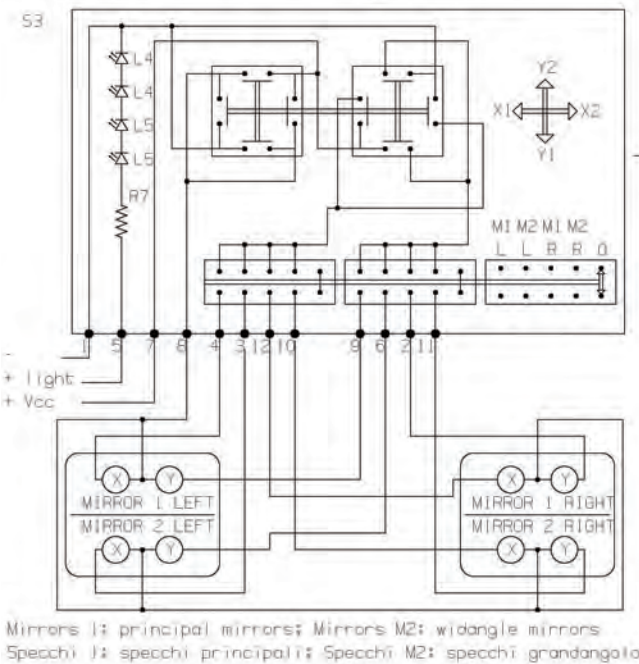 S3
L4
L4
L5
L5
R7
Y2
X1 X2
Y1
M1 M2 M1 M2
L L R R 0
1 5 7 6 4 3 12 10 9 6 2 11
-
+ light
+ Vcc
X Y X Y
MIRROR 1 LEFT MIRROR 1 RIGHT
MIRROR 2 LEFT MIRROR 2 RIGHT
X Y X Y
Mirrors 1: principal mirrors; Mirrors M2: widangle mirrors
Specchi 1: specchi principali; Specchi M2: specchi grandangolo